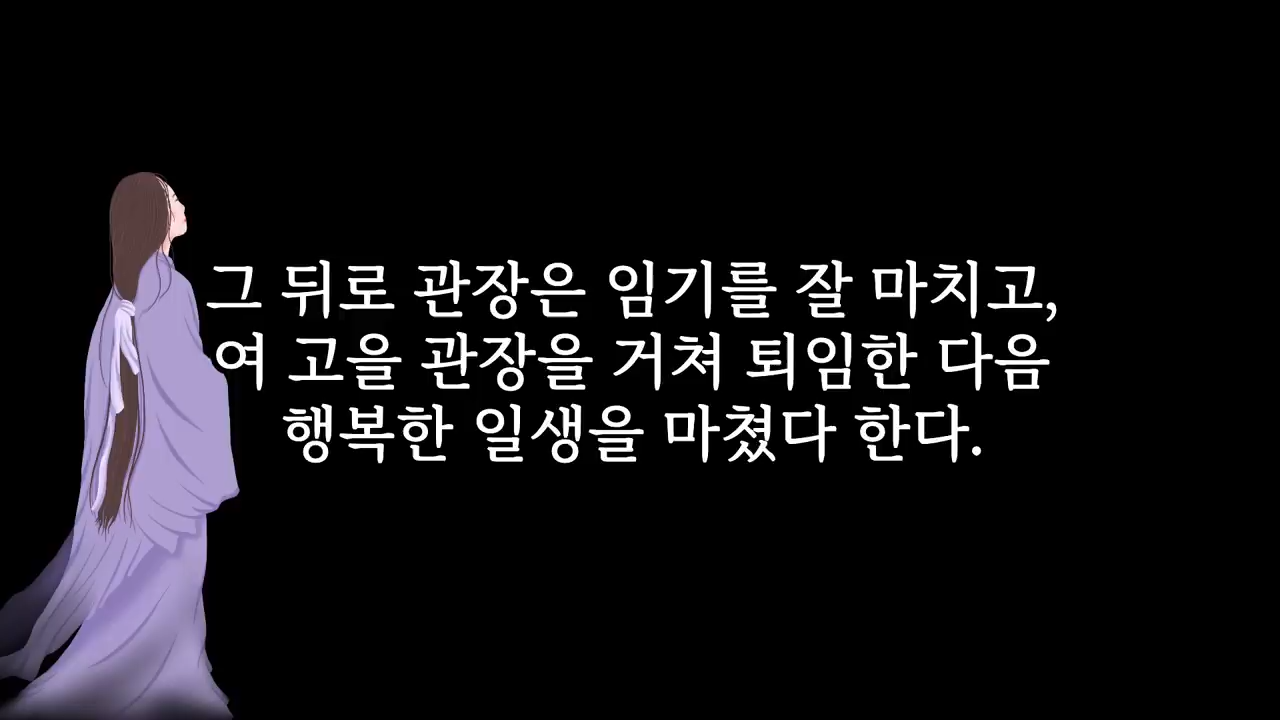 그 뒤로 관장은 임기를 잘 마치고,
여 고을 관장을 거쳐 퇴임한 다음
행복한 일생을 마쳤다 한다.